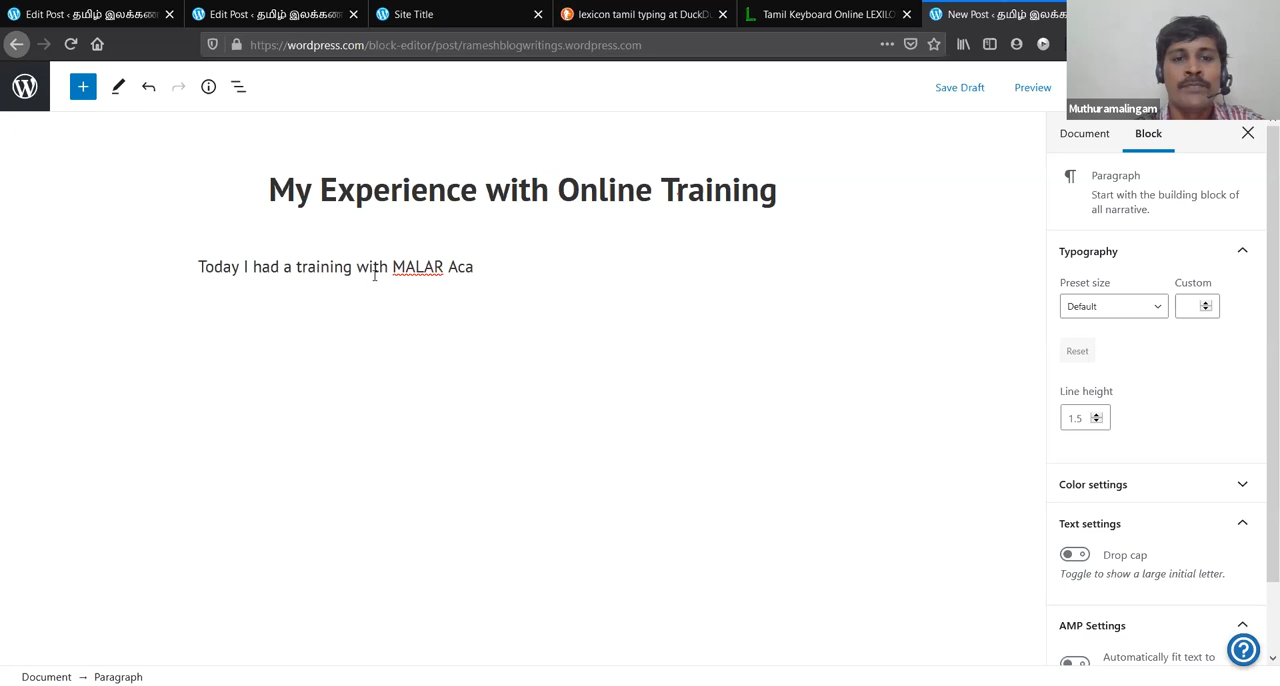 Edit Post ‹ தமிழ் இலக்கண
Edit Post ‹ தமிழ் இலக்கண
Site Title
lexicon tamil typing at DuckDu
Tamil Keyboard Online LEXILO
New Post ‹ தமிழ் இலக்
https://wordpress.com/block-editor/post/rameshblogwritings.wordpress.com
Save Draft
Preview
Muthuramalingam
Document
Block
My Experience with Online Training
Today I had a training with MALAR Aca
Paragraph
Start with the building block of
all narrative.
Typography
Preset size
Custom
Default
Reset
Line height
1.5
Color settings
Text settings
Drop cap
Toggle to show a large initial letter.
AMP Settings
Automatically fit text to
Document → Paragraph